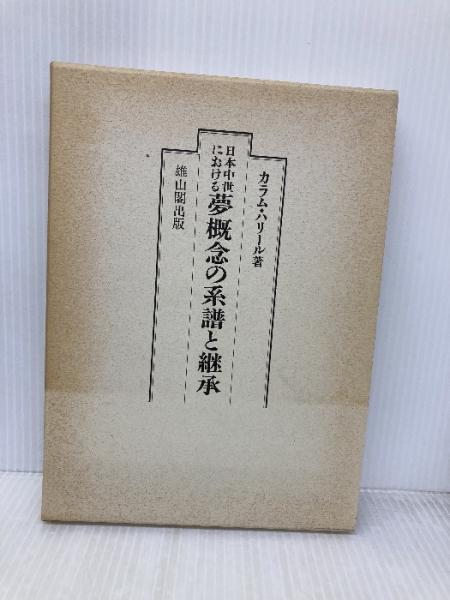 カラム・ハリール著
日本中世
における
夢概念の系譜と継承
雄山閣出版